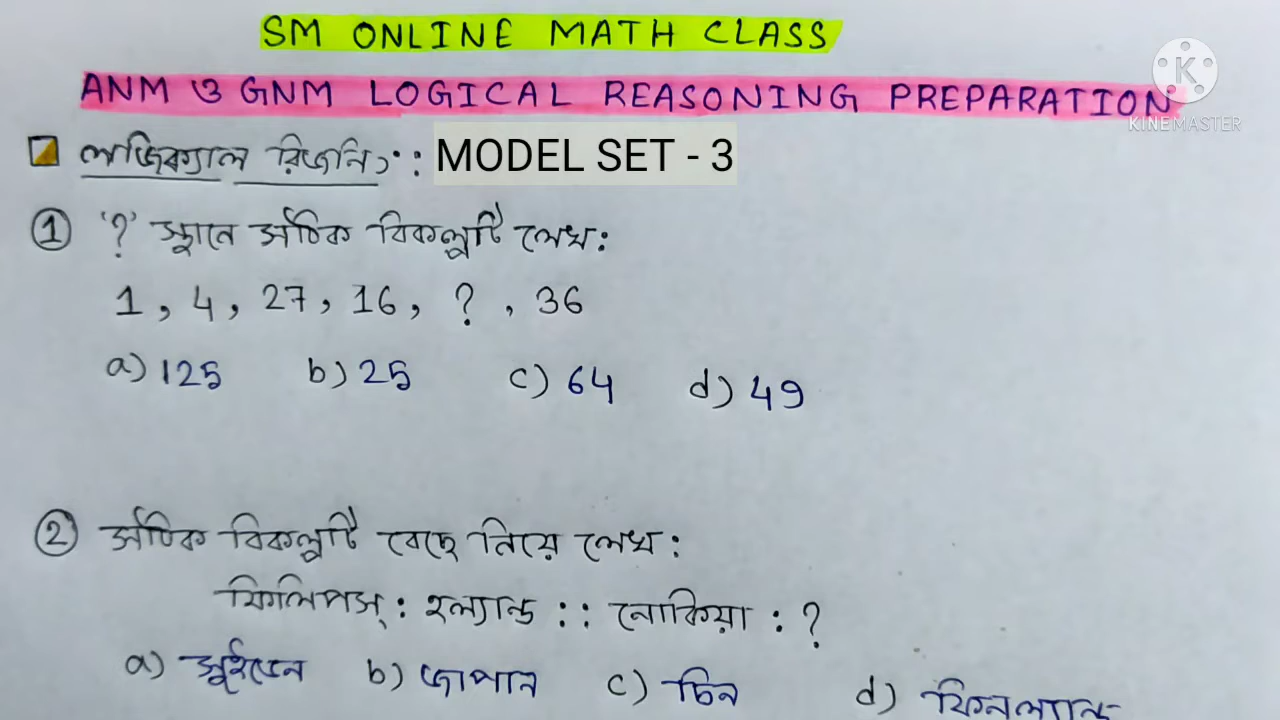 SM ONLINE MATH CLASS
ANM ও GNM LOGICAL REASONING PREPARATION
K
KINEMASTER
লজিক্যাল রিজনিং :: MODEL SET - 3
① '?' স্থানে সঠিক বিকল্পটি লেখ:
1, 4, 27, 16, ?, 36
a) 125 b) 25 c) 64 d) 49
② সঠিক বিকল্পটি বেছে নিয়ে লেখ:
ফিলিপস্ : হল্যান্ড :: নোকিয়া : ?
a) সুইডেন b) জাপান c) চিন d) ফিনল্যান্ড